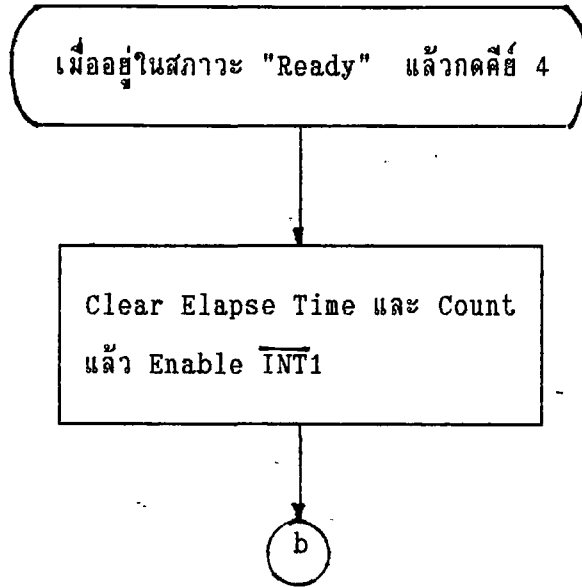 เมื่ออยู่ในสภาวะ "Ready" แล้วกดคีย์ 4
Clear Elapse Time และ Count
แล้ว Enable I̅N̅T̅1
b